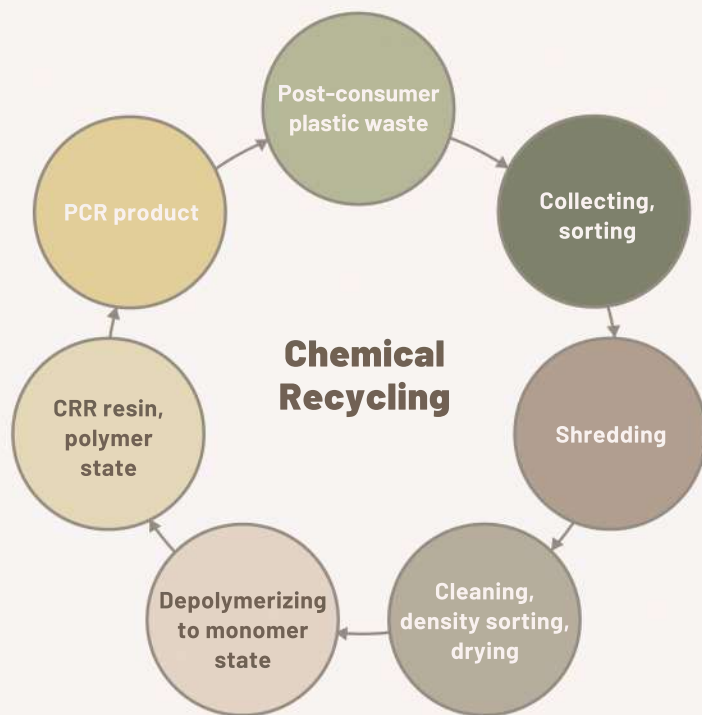 Post-consumer
plastic waste
Collecting,
sorting
Shredding
Cleaning,
density sorting,
drying
Depolymerizing
to monomer
state
CRR resin,
polymer
state
PCR product
Chemical
Recycling